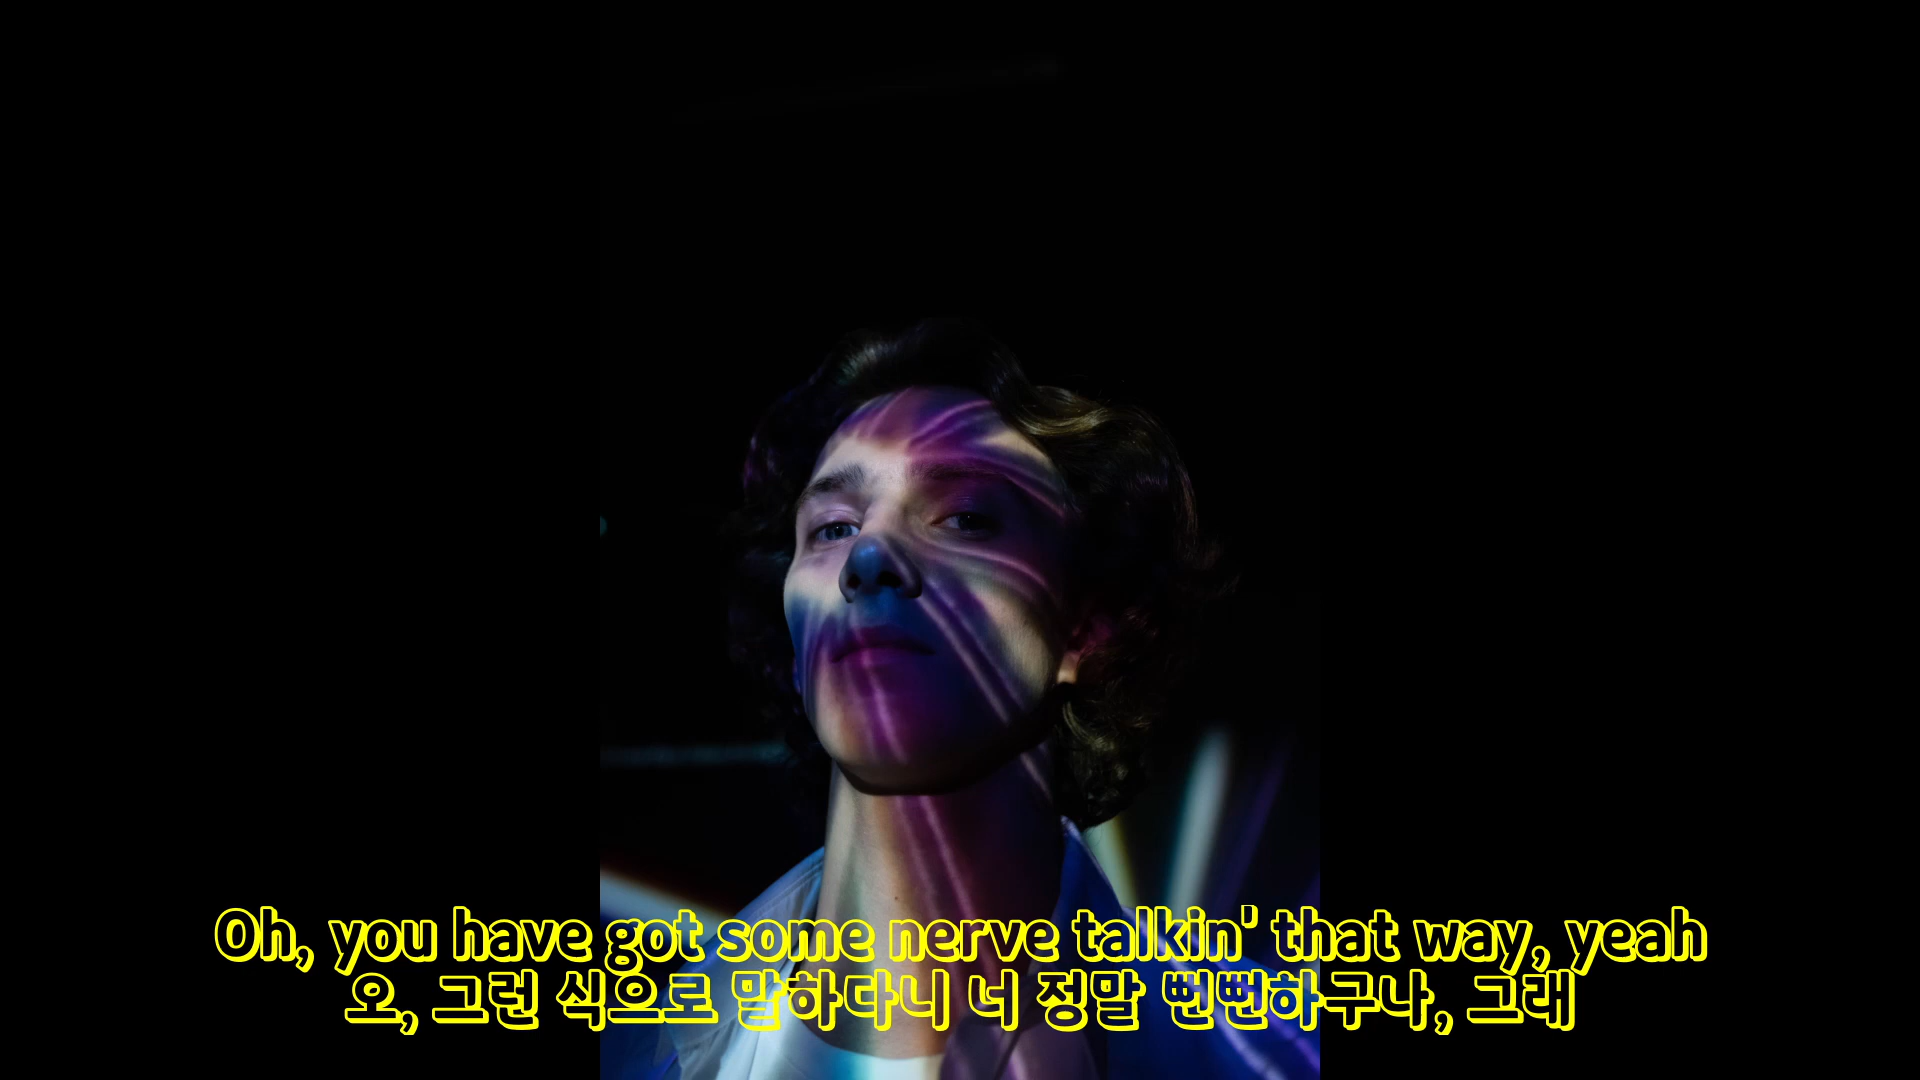 Oh, you have got some nerve talkin' that way, yeah
오, 그런 식으로 말하다니 너 정말 뻔뻔하구나, 그래